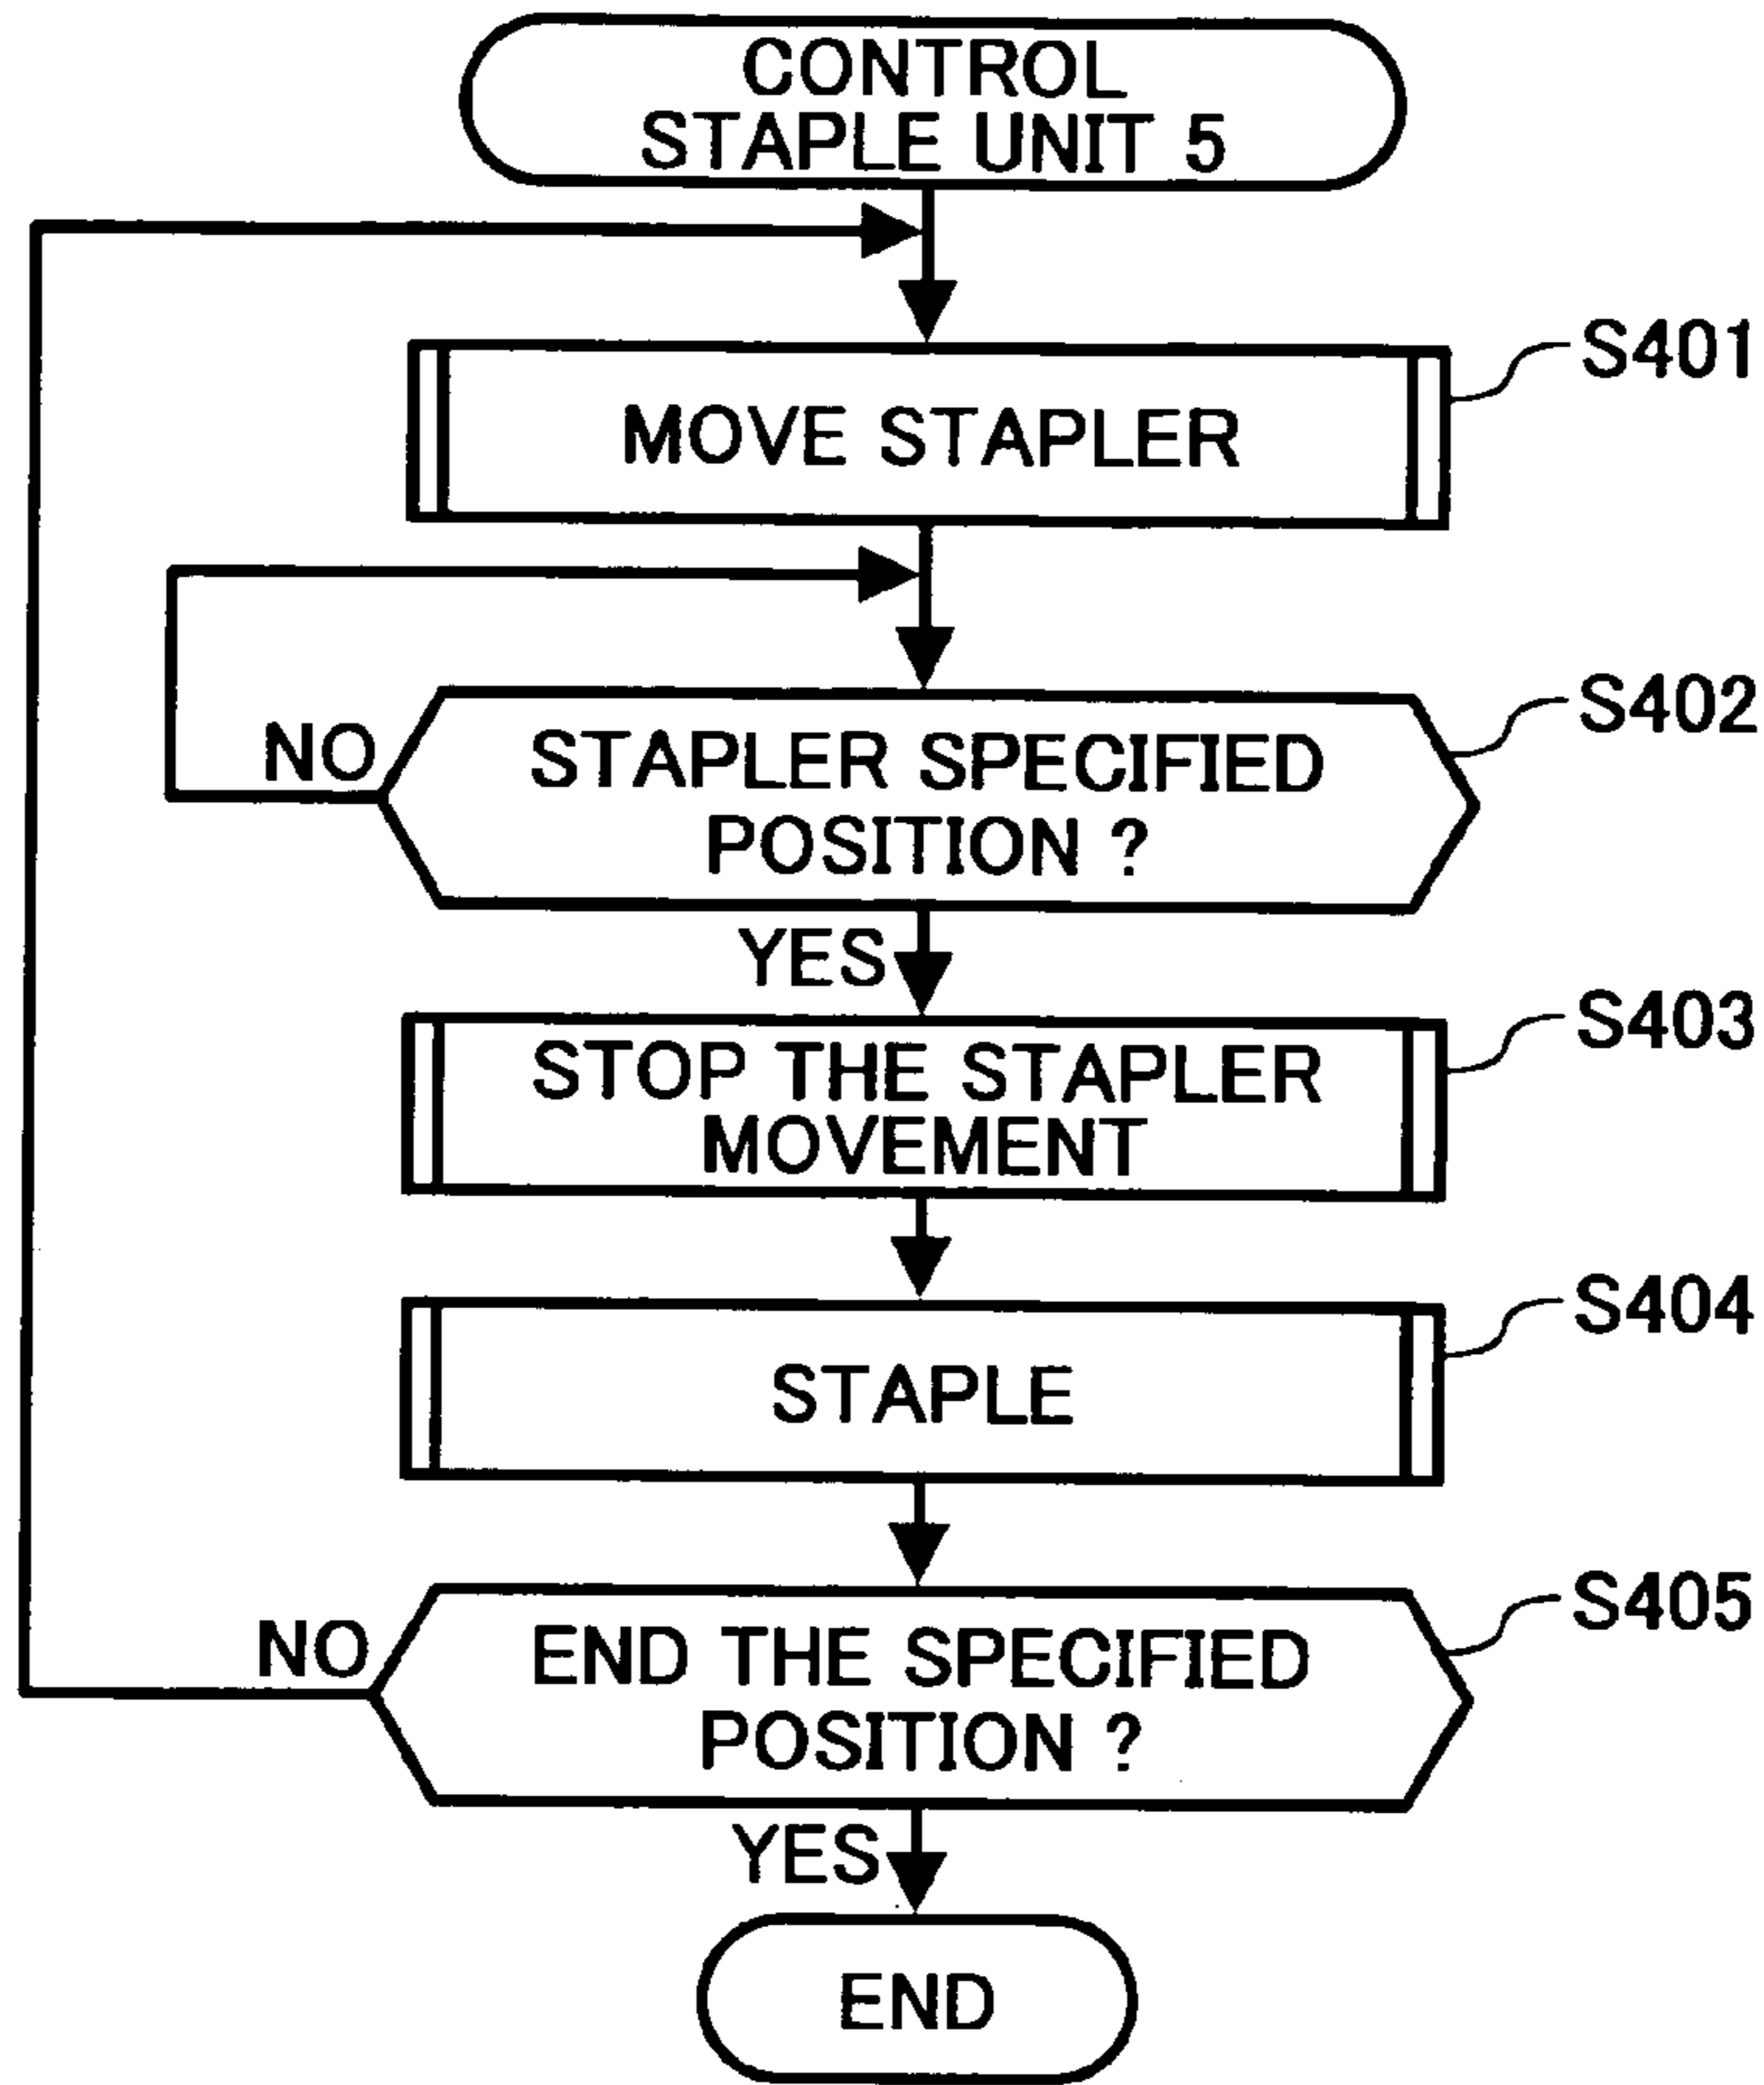 CONTROL
STAPLE UNIT 5
S401
MOVE STAPLER
S402
NO
STAPLER SPECIFIED
POSITION ?
YES
S403
STOP THE STAPLER
MOVEMENT
S404
STAPLE
S405
NO
END THE SPECIFIED
POSITION ?
YES
END